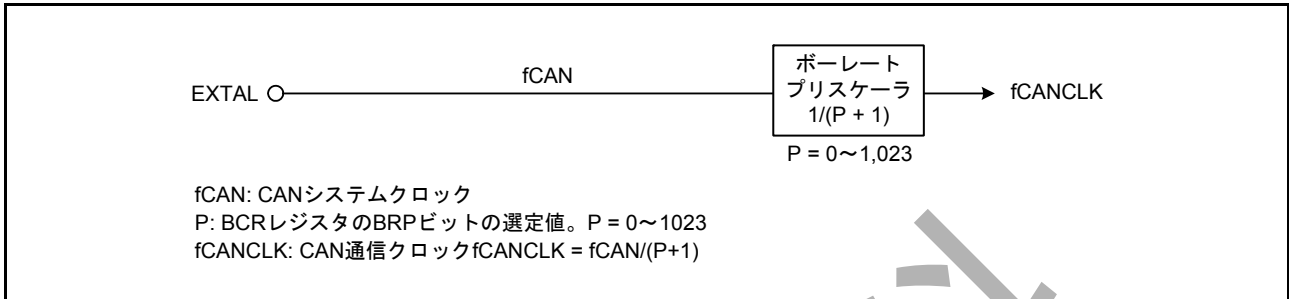 EXTAL
fCAN
ボーレート
プリスケーラ
1/(P + 1)
fCANCLK
P = 0～1,023
fCAN: CANシステムクロック
P: BCRレジスタのBRPビットの選定値。P = 0～1023
fCANCLK: CAN通信クロックfCANCLK = fCAN/(P+1)